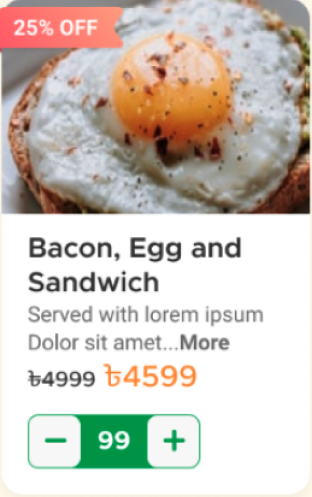 25% OFF
Bacon, Egg and
Sandwich
Served with lorem ipsum
Dolor sit amet...More
৳4999 ৳4599
− 99 +